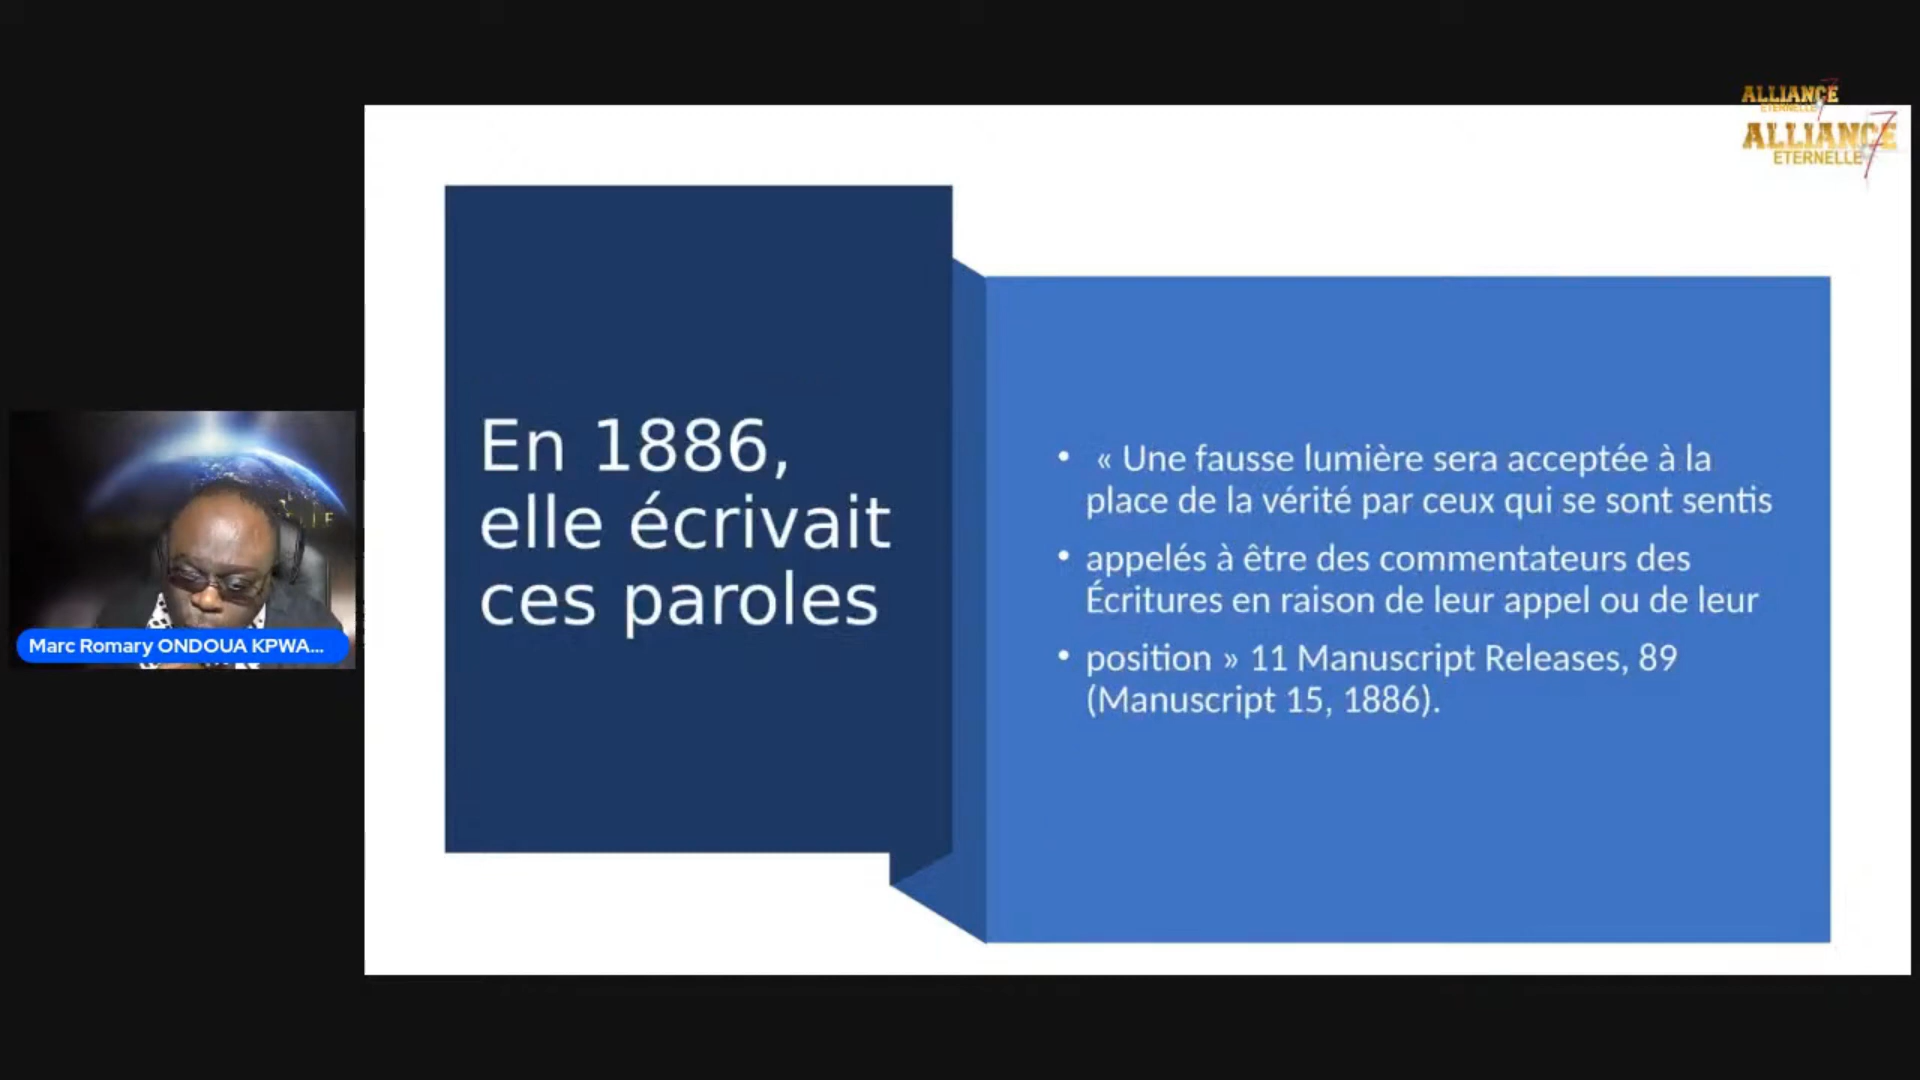 ALLIANCE
ETERNELLE
ALLIANCE 7
ETERNELLE
En 1886,
elle écrivait
ces paroles
• « Une fausse lumière sera acceptée à la
place de la vérité par ceux qui se sont sentis
• appelés à être des commentateurs des
Écritures en raison de leur appel ou de leur
• position » 11 Manuscript Releases, 89
(Manuscript 15, 1886).
Marc Romary ONDOUA KPWA...